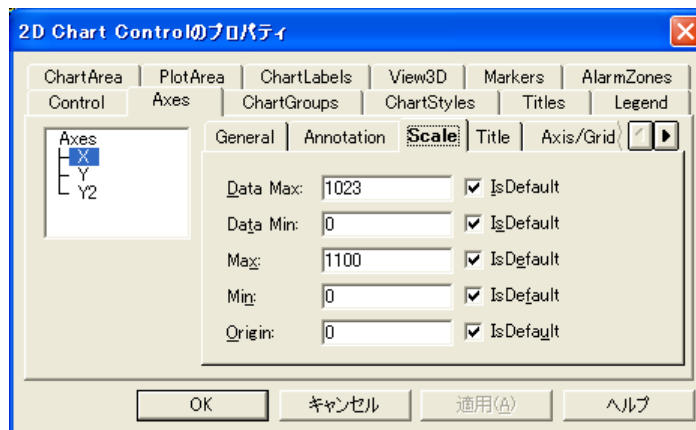 2D Chart Controlのプロパティ
ChartArea PlotArea ChartLabels View3D Markers AlarmZones
Control Axes ChartGroups ChartStyles Titles Legend
Axes
X
Y
Y2
General Annotation Scale Title Axis/Grid
Data Max: 1023 IsDefault
Data Min: 0 IsDefault
Max: 1100 IsDefault
Min: 0 IsDefault
Origin: 0 IsDefault
OK キャンセル 適用(A) ヘルプ